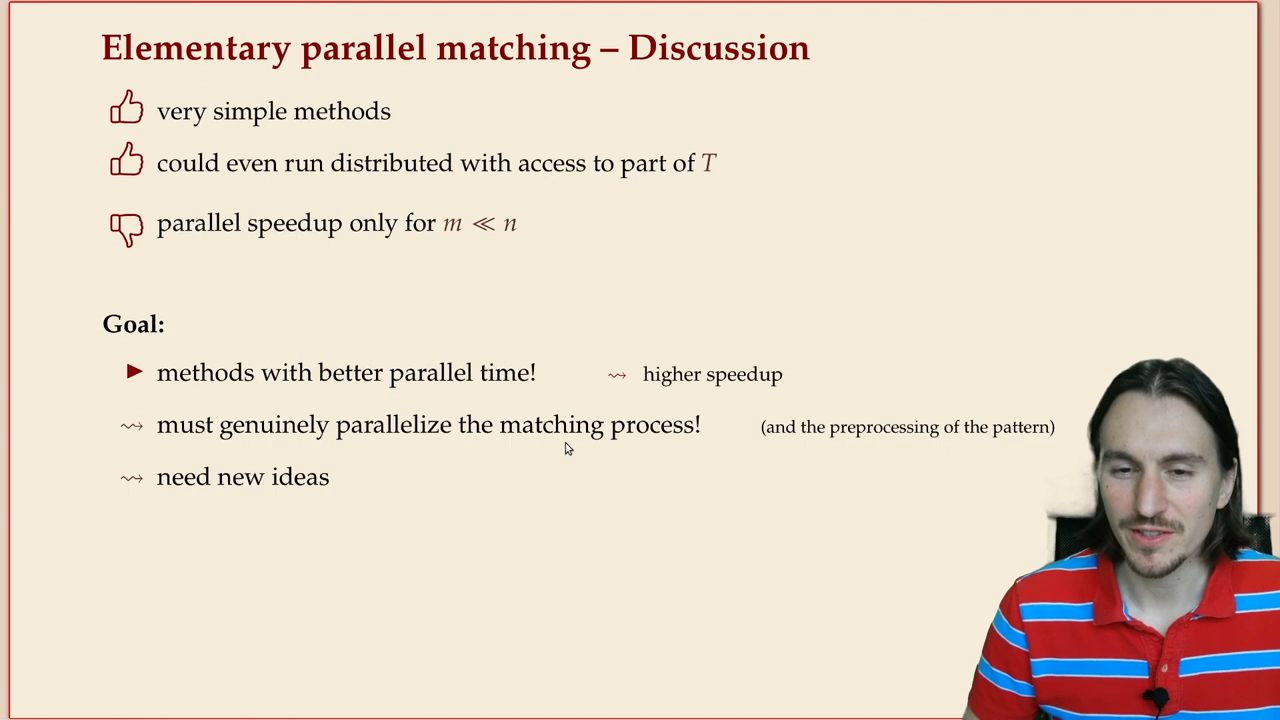 Elementary parallel matching – Discussion
very simple methods
could even run distributed with access to part of T
parallel speedup only for m ≪ n
Goal:
methods with better parallel time! ⇝ higher speedup
⇝ must genuinely parallelize the matching process! (and the preprocessing of the pattern)
⇝ need new ideas